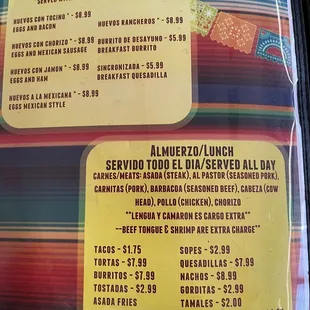 HUEVOS CON TOCINO * - $8.99
EGGS AND BACON
HUEVOS CON CHORIZO * - $8.99
EGGS AND MEXICAN SAUSAGE
HUEVOS CON JAMON * - $8.99
EGGS AND HAM
HUEVOS A LA MEXICANA * - $8.99
EGGS MEXICAN STYLE
HUEVOS RANCHEROS * - $8.99
BURRITO DE DESAYUNO - $5.99
BREAKFAST BURRITO
SINCRONIZADA - $5.99
BREAKFAST QUESADILLA
ALMUERZO/LUNCH
SERVIDO TODO EL DIA/SERVED ALL DAY
CARNES/MEATS: ASADA (STEAK), AL PASTOR (SEASONED PORK),
CARNITAS (PORK), BARBACOA (SEASONED BEEF), CABEZA (COW
HEAD), POLLO (CHICKEN), CHORIZO
**LENGUA Y CAMARON ES CARGO EXTRA**
--BEEF TONGUE & SHRIMP ARE EXTRA CHARGE**
TACOS - $1.75
TORTAS - $7.99
BURRITOS - $7.99
TOSTADAS - $2.99
ASADA FRIES
SOPES - $2.99
QUESADILLAS - $7.99
NACHOS - $8.99
GORDITAS - $2.99
TAMALES - $2.00